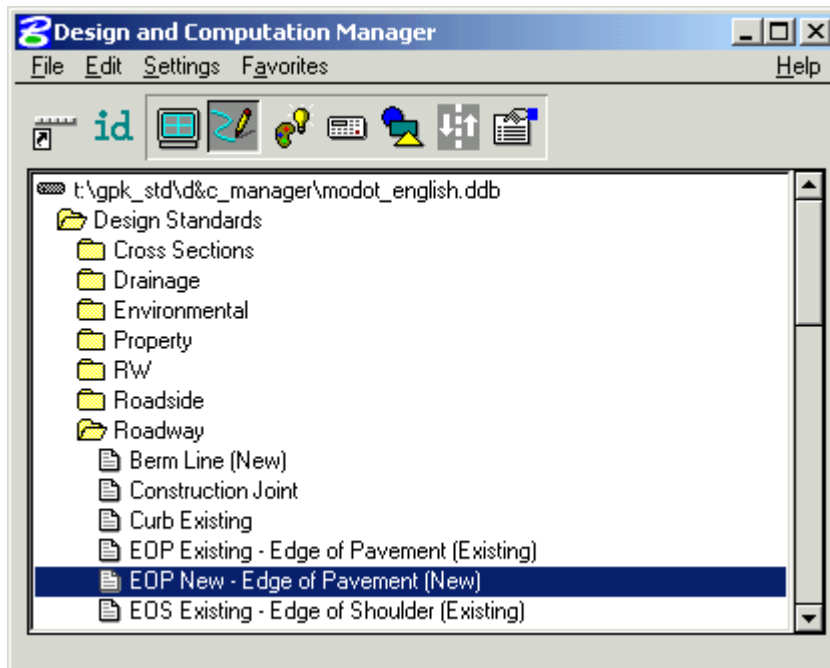 Design and Computation Manager
File Edit Settings Favorites Help
id
t:\gpk_std\d&c_manager\modot_english.ddb
Design Standards
Cross Sections
Drainage
Environmental
Property
RW
Roadside
Roadway
Berm Line (New)
Construction Joint
Curb Existing
EOP Existing - Edge of Pavement (Existing)
EOP New - Edge of Pavement (New)
EOS Existing - Edge of Shoulder (Existing)